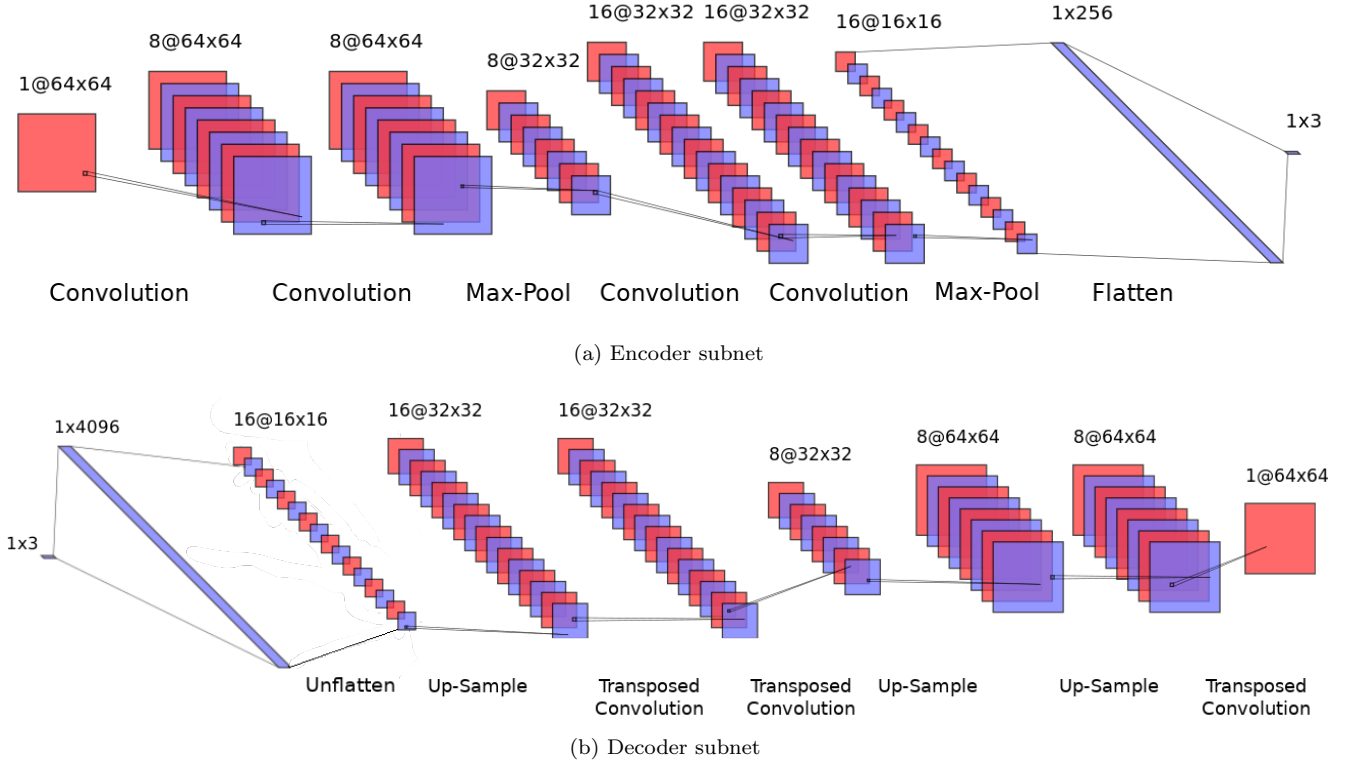 1@64x64
8@64x64
8@64x64
8@32x32
16@32x32
16@32x32
16@16x16
1x256
1x3
Convolution
Convolution
Max-Pool
Convolution
Convolution
Max-Pool
Flatten
(a) Encoder subnet
1x3
1x4096
16@16x16
16@32x32
16@32x32
8@32x32
8@64x64
8@64x64
1@64x64
Unflatten
Up-Sample
Transposed
Convolution
Transposed
Convolution
Up-Sample
Up-Sample
Transposed
Convolution
(b) Decoder subnet